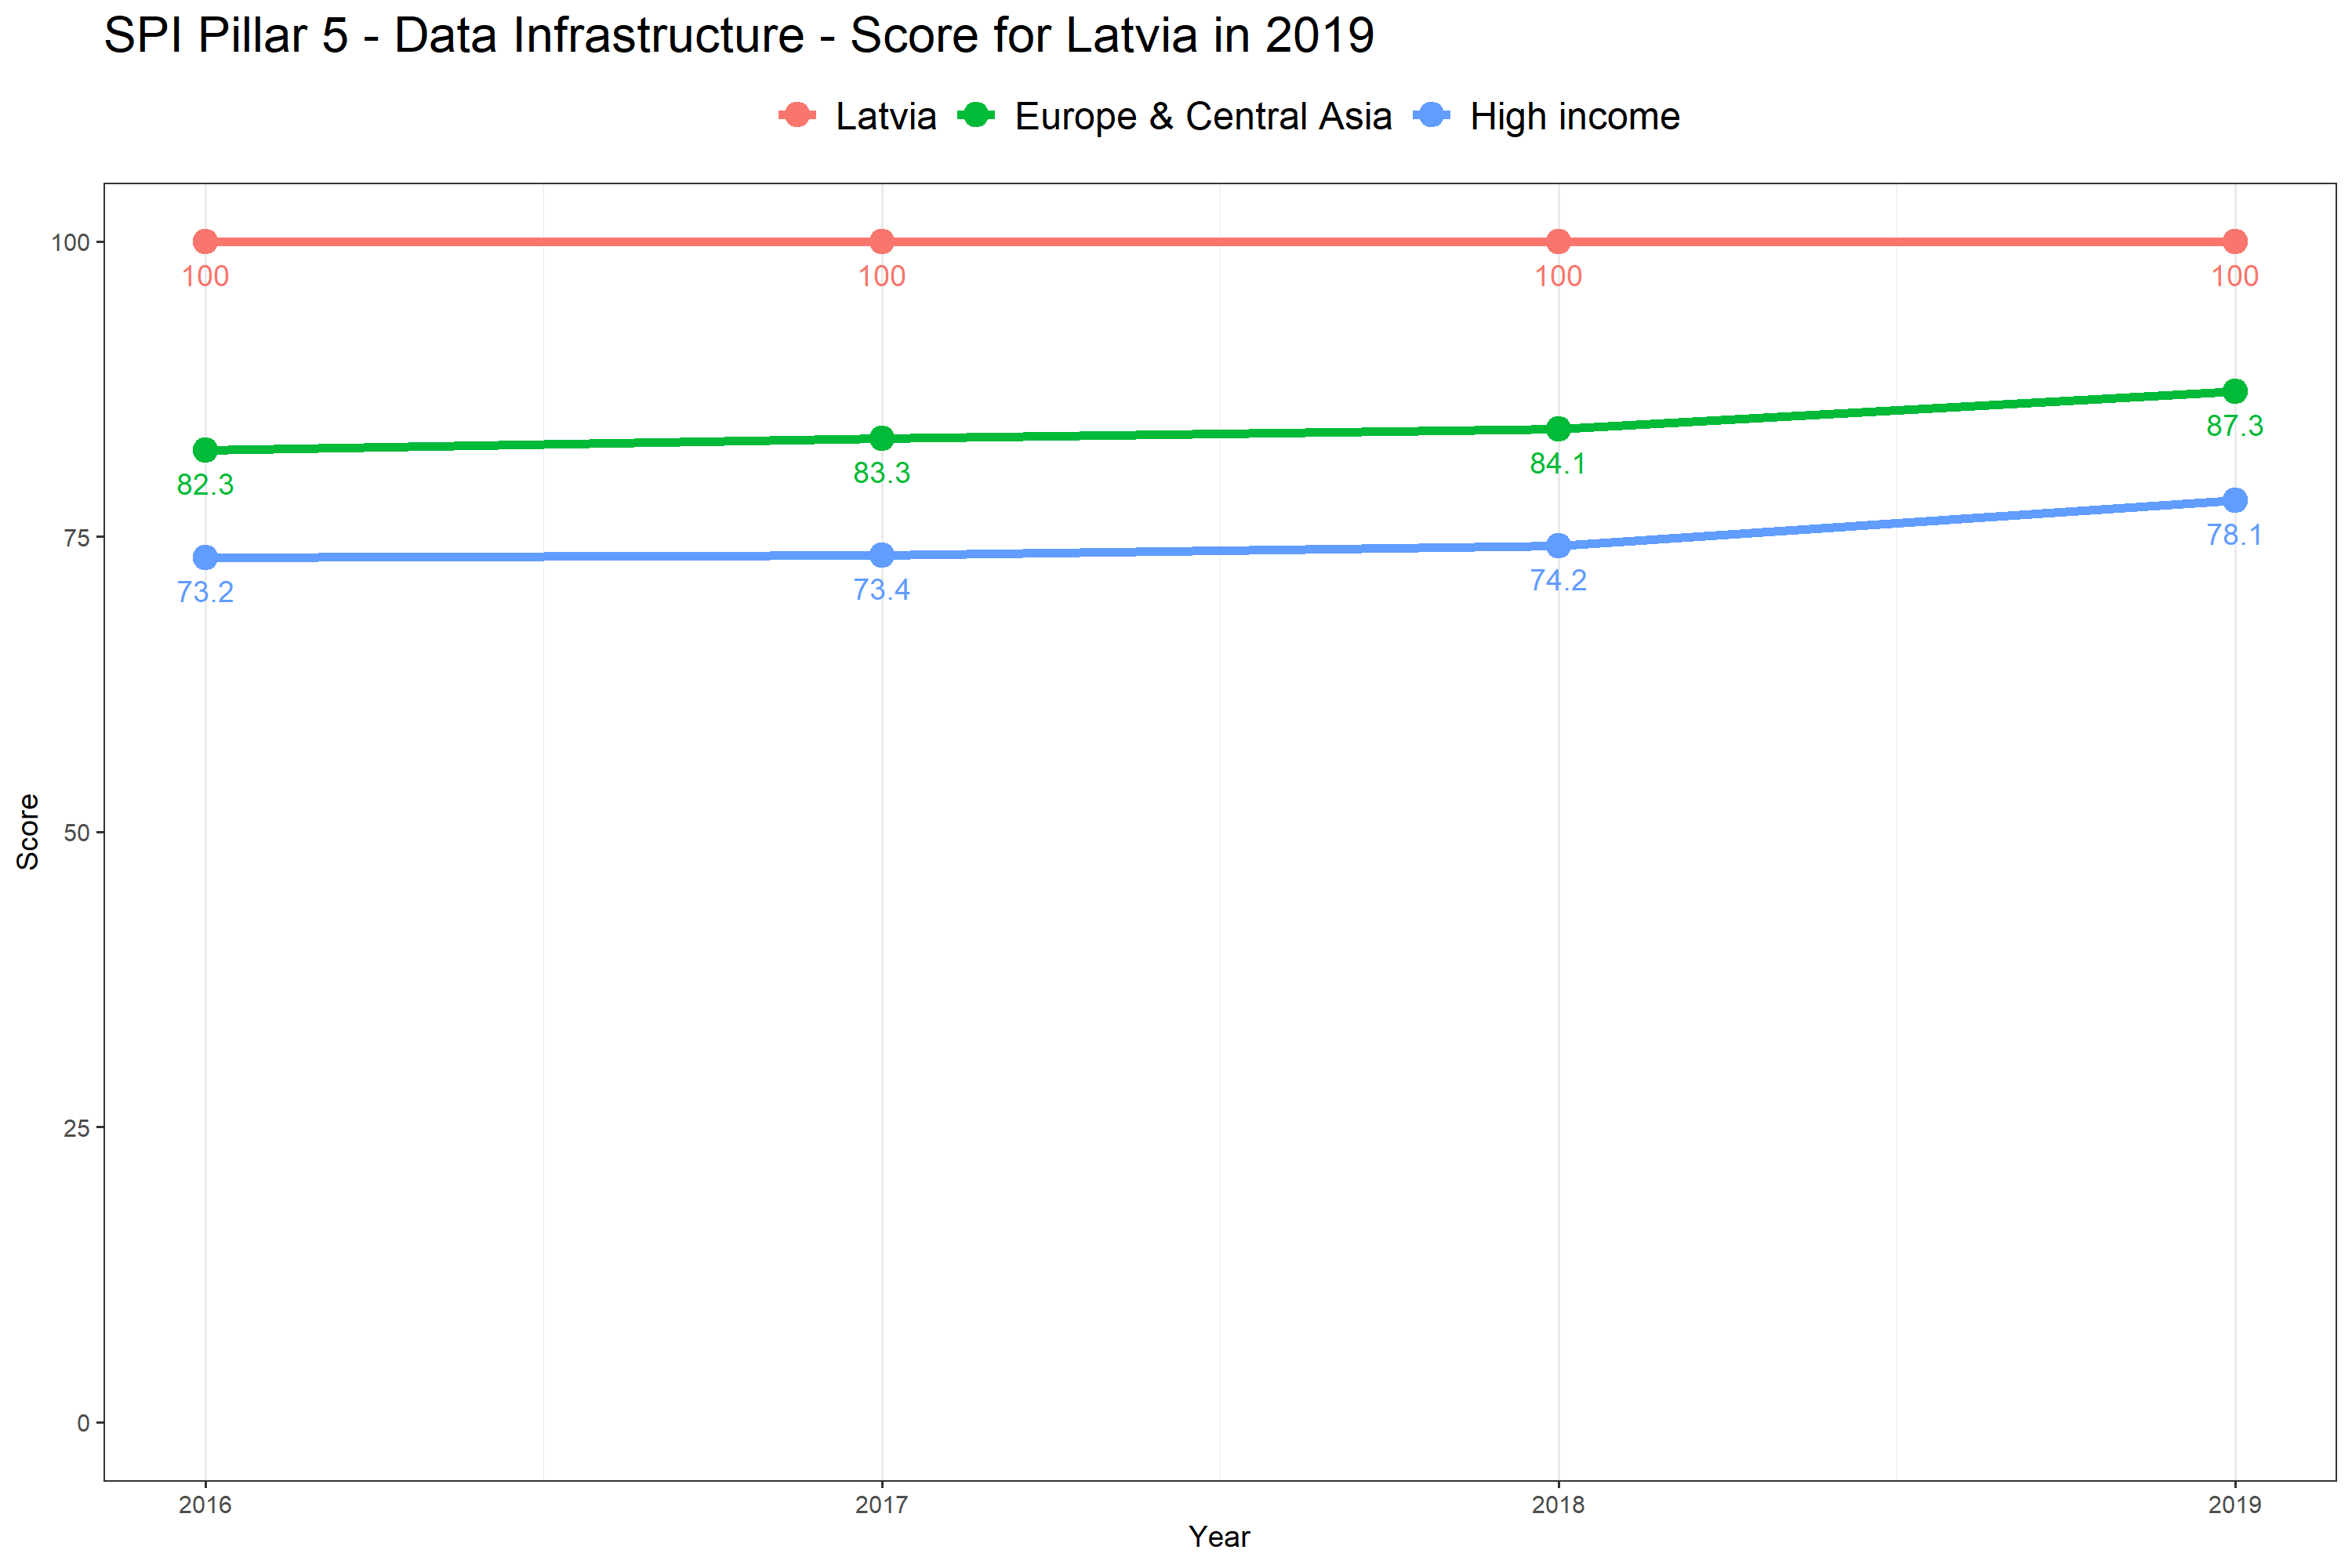 SPI Pillar 5 - Data Infrastructure - Score for Latvia in 2019
Latvia Europe & Central Asia High income
100
100 100 100 100
87.3
84.1
83.3
82.3
75
78.1
74.2
73.4
73.2
Score
50
25
0
2016 2017 2018 2019
Year